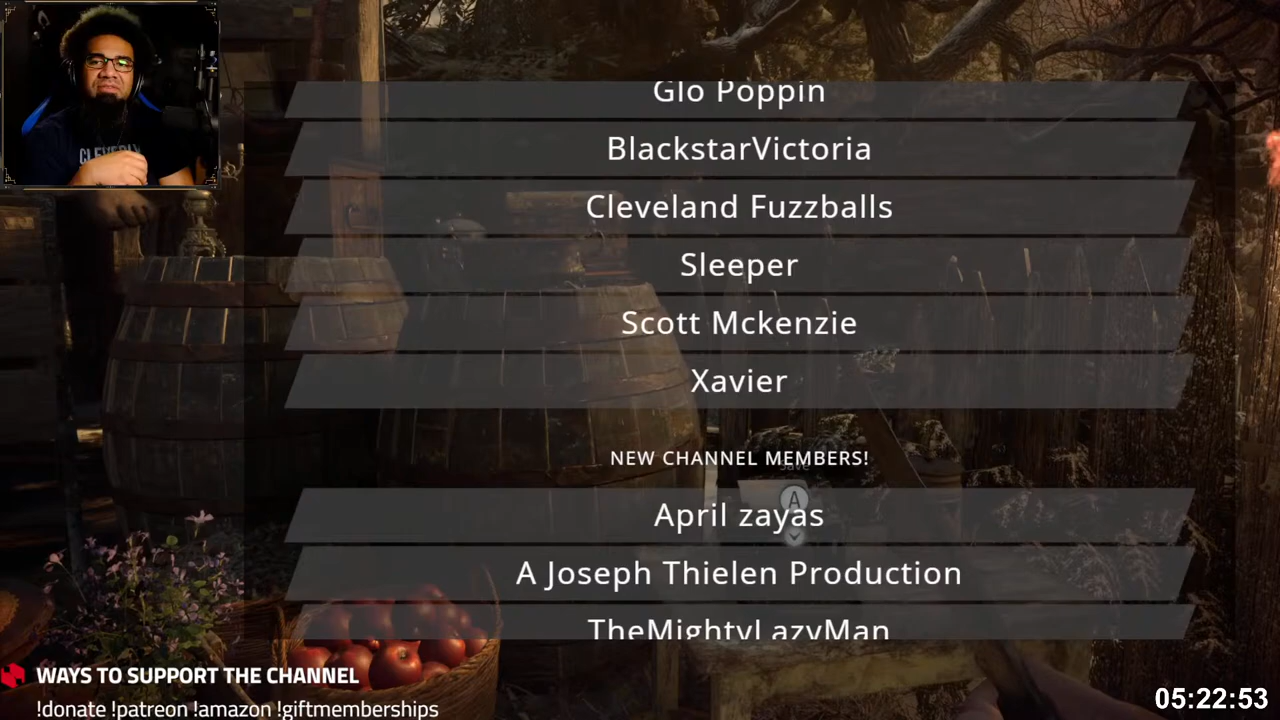 Glo Poppin
BlackstarVictoria
Cleveland Fuzzballs
Sleeper
Scott Mckenzie
Xavier
NEW CHANNEL MEMBERS!
Save
A
April zayas
A Joseph Thielen Production
TheMightyLazyMan
WAYS TO SUPPORT THE CHANNEL
!donate !patreon !amazon !giftmemberships
05:22:53